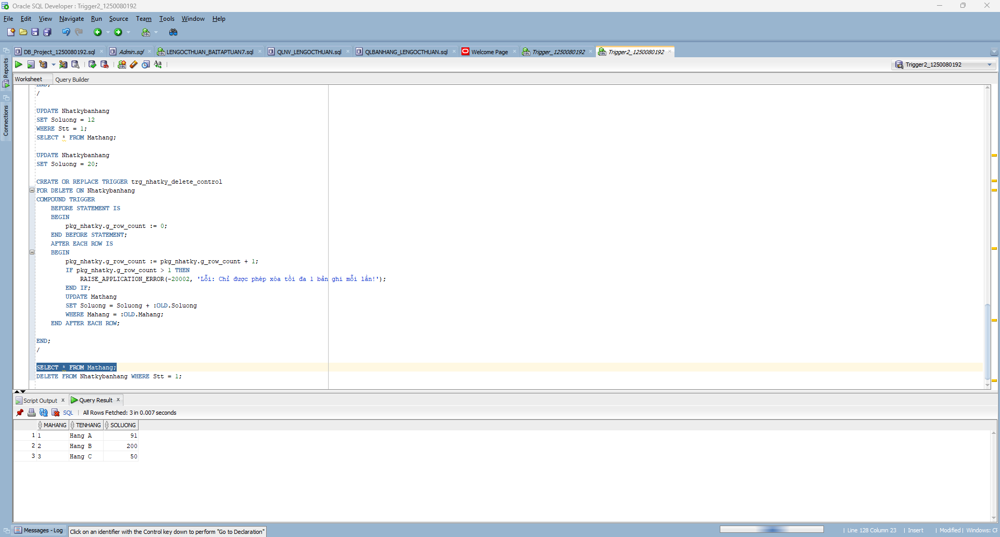 Oracle SQL Developer : Trigger2_1250080192
File Edit View Navigate Run Source Team Tools Window Help
DB_Project_1250080192.sql Admin.sql LENGOCTHUAN_BAITAPTUAN7.sql QLNV_LENGOCTHUAN.sql QLBANHANG_LENGOCTHUAN.sql Welcome Page Trigger_1250080192 Trigger2_1250080192
Reports
Connections
Trigger2_1250080192
Worksheet Query Builder
END;
/
UPDATE Nhatkybanhang
SET Soluong = 12
WHERE Stt = 1;
SELECT * FROM Mathang;
UPDATE Nhatkybanhang
SET Soluong = 20;
CREATE OR REPLACE TRIGGER trg_nhatky_delete_control
FOR DELETE ON Nhatkybanhang
COMPOUND TRIGGER
BEFORE STATEMENT IS
BEGIN
pkg_nhatky.g_row_count := 0;
END BEFORE STATEMENT;
AFTER EACH ROW IS
BEGIN
pkg_nhatky.g_row_count := pkg_nhatky.g_row_count + 1;
IF pkg_nhatky.g_row_count > 1 THEN
RAISE_APPLICATION_ERROR(-20002, 'Lỗi: Chỉ được phép xóa tối đa 1 bản ghi mỗi lần!');
END IF;
UPDATE Mathang
SET Soluong = Soluong + :OLD.Soluong
WHERE Mahang = :OLD.Mahang;
END AFTER EACH ROW;
END;
/
SELECT * FROM Mathang;
DELETE FROM Nhatkybanhang WHERE Stt = 1;
Script Output x Query Result x
SQL | All Rows Fetched: 3 in 0.007 seconds
MAHANG TENHANG SOLUONG
1 1 Hang A 91
2 2 Hang B 200
3 3 Hang C 50
Messages - Log Click on an identifier with the Control key down to perform "Go to Declaration" | Line 128 Column 23 | Insert | Modified | Windows: CF